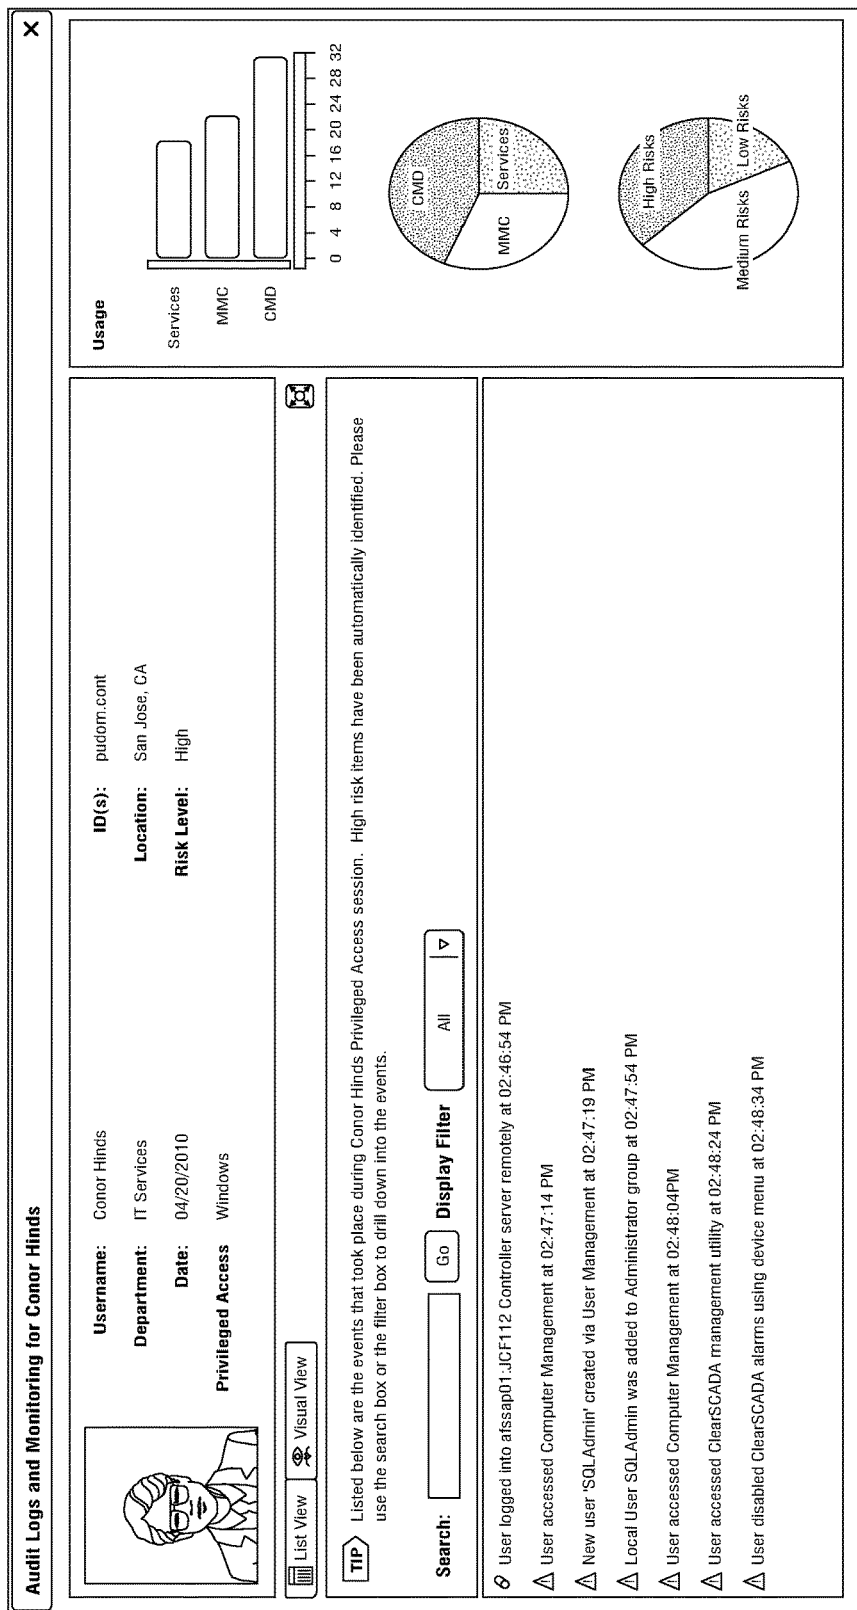 Audit Logs and Monitoring for Conor Hinds
Username: Conor Hinds
Department: IT Services
Date: 04/20/2010
Privileged Access Windows
ID(s): pudom.cont
Location: San Jose, CA
Risk Level: High
List View
Visual View
TIP
Listed below are the events that took place during Conor Hinds Privileged Access session. High risk items have been automatically identified. Please
use the search box or the filter box to drill down into the events.
Search: Go Display Filter All
User logged into afssap01:JCF112 Controller server remotely at 02:46:54 PM
User accessed Computer Management at 02:47:14 PM
New user 'SQLAdmin' created via User Management at 02:47:19 PM
Local User SQLAdmin was added to Administrator group at 02:47:54 PM
User accessed Computer Management at 02:48:04PM
User accessed ClearSCADA management utility at 02:48:24 PM
User disabled ClearSCADA alarms using device menu at 02:48:34 PM
Usage
Services
MMC
CMD
0 4 8 12 16 20 24 28 32
CMD
MMC
Services
High Risks
Medium Risks
Low Risks